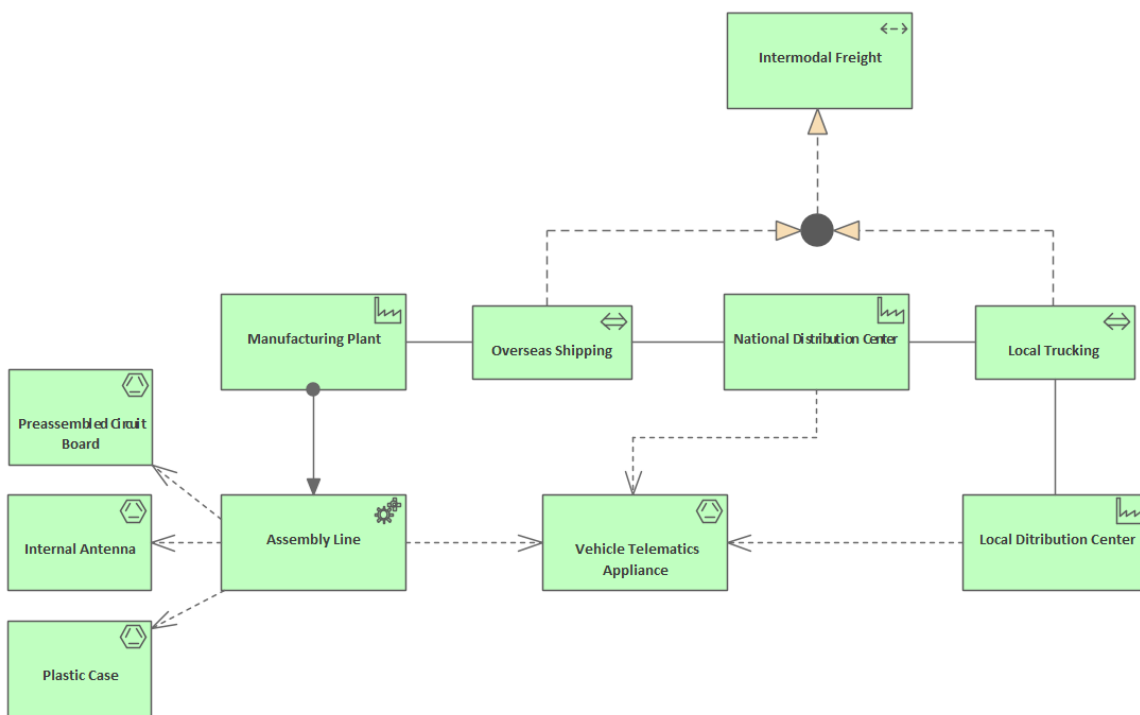 Intermodal Freight
Manufacturing Plant
Overseas Shipping
National Distribution Center
Local Trucking
Preassembled Circuit
Board
Internal Antenna
Assembly Line
Vehicle Telematics
Appliance
Local Ditribution Center
Plastic Case